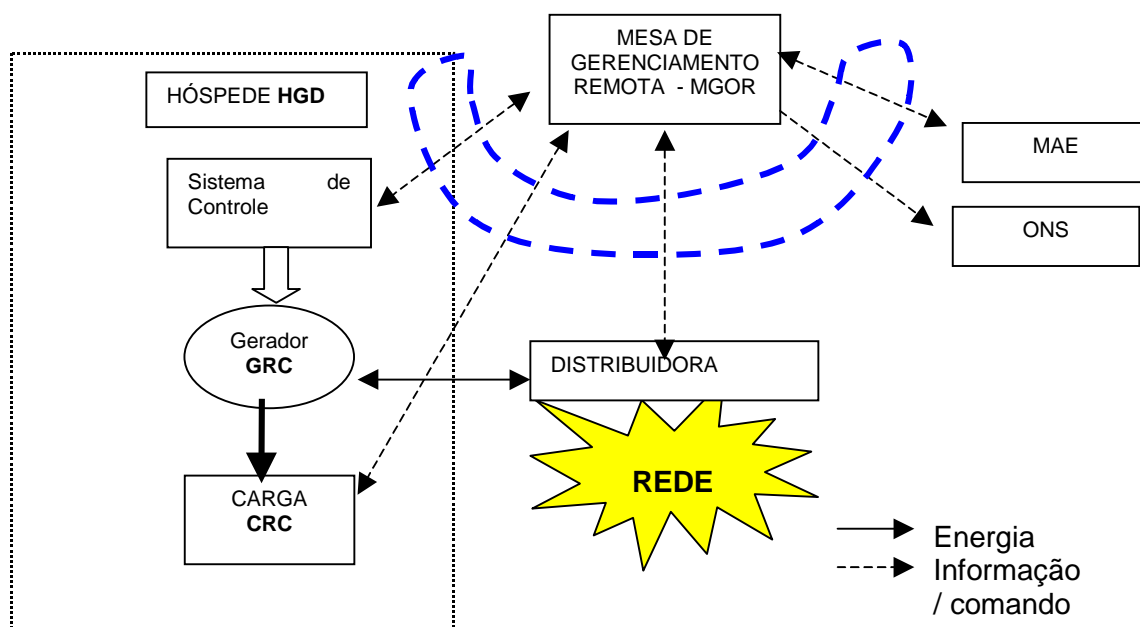 MESA DE
GERENCIAMENTO
REMOTA - MGOR
HÓSPEDE HGD
MAE
Sistema de
Controle
ONS
Gerador
GRC
DISTRIBUIDORA
REDE
CARGA
CRC
Energia
Informação
/ comando